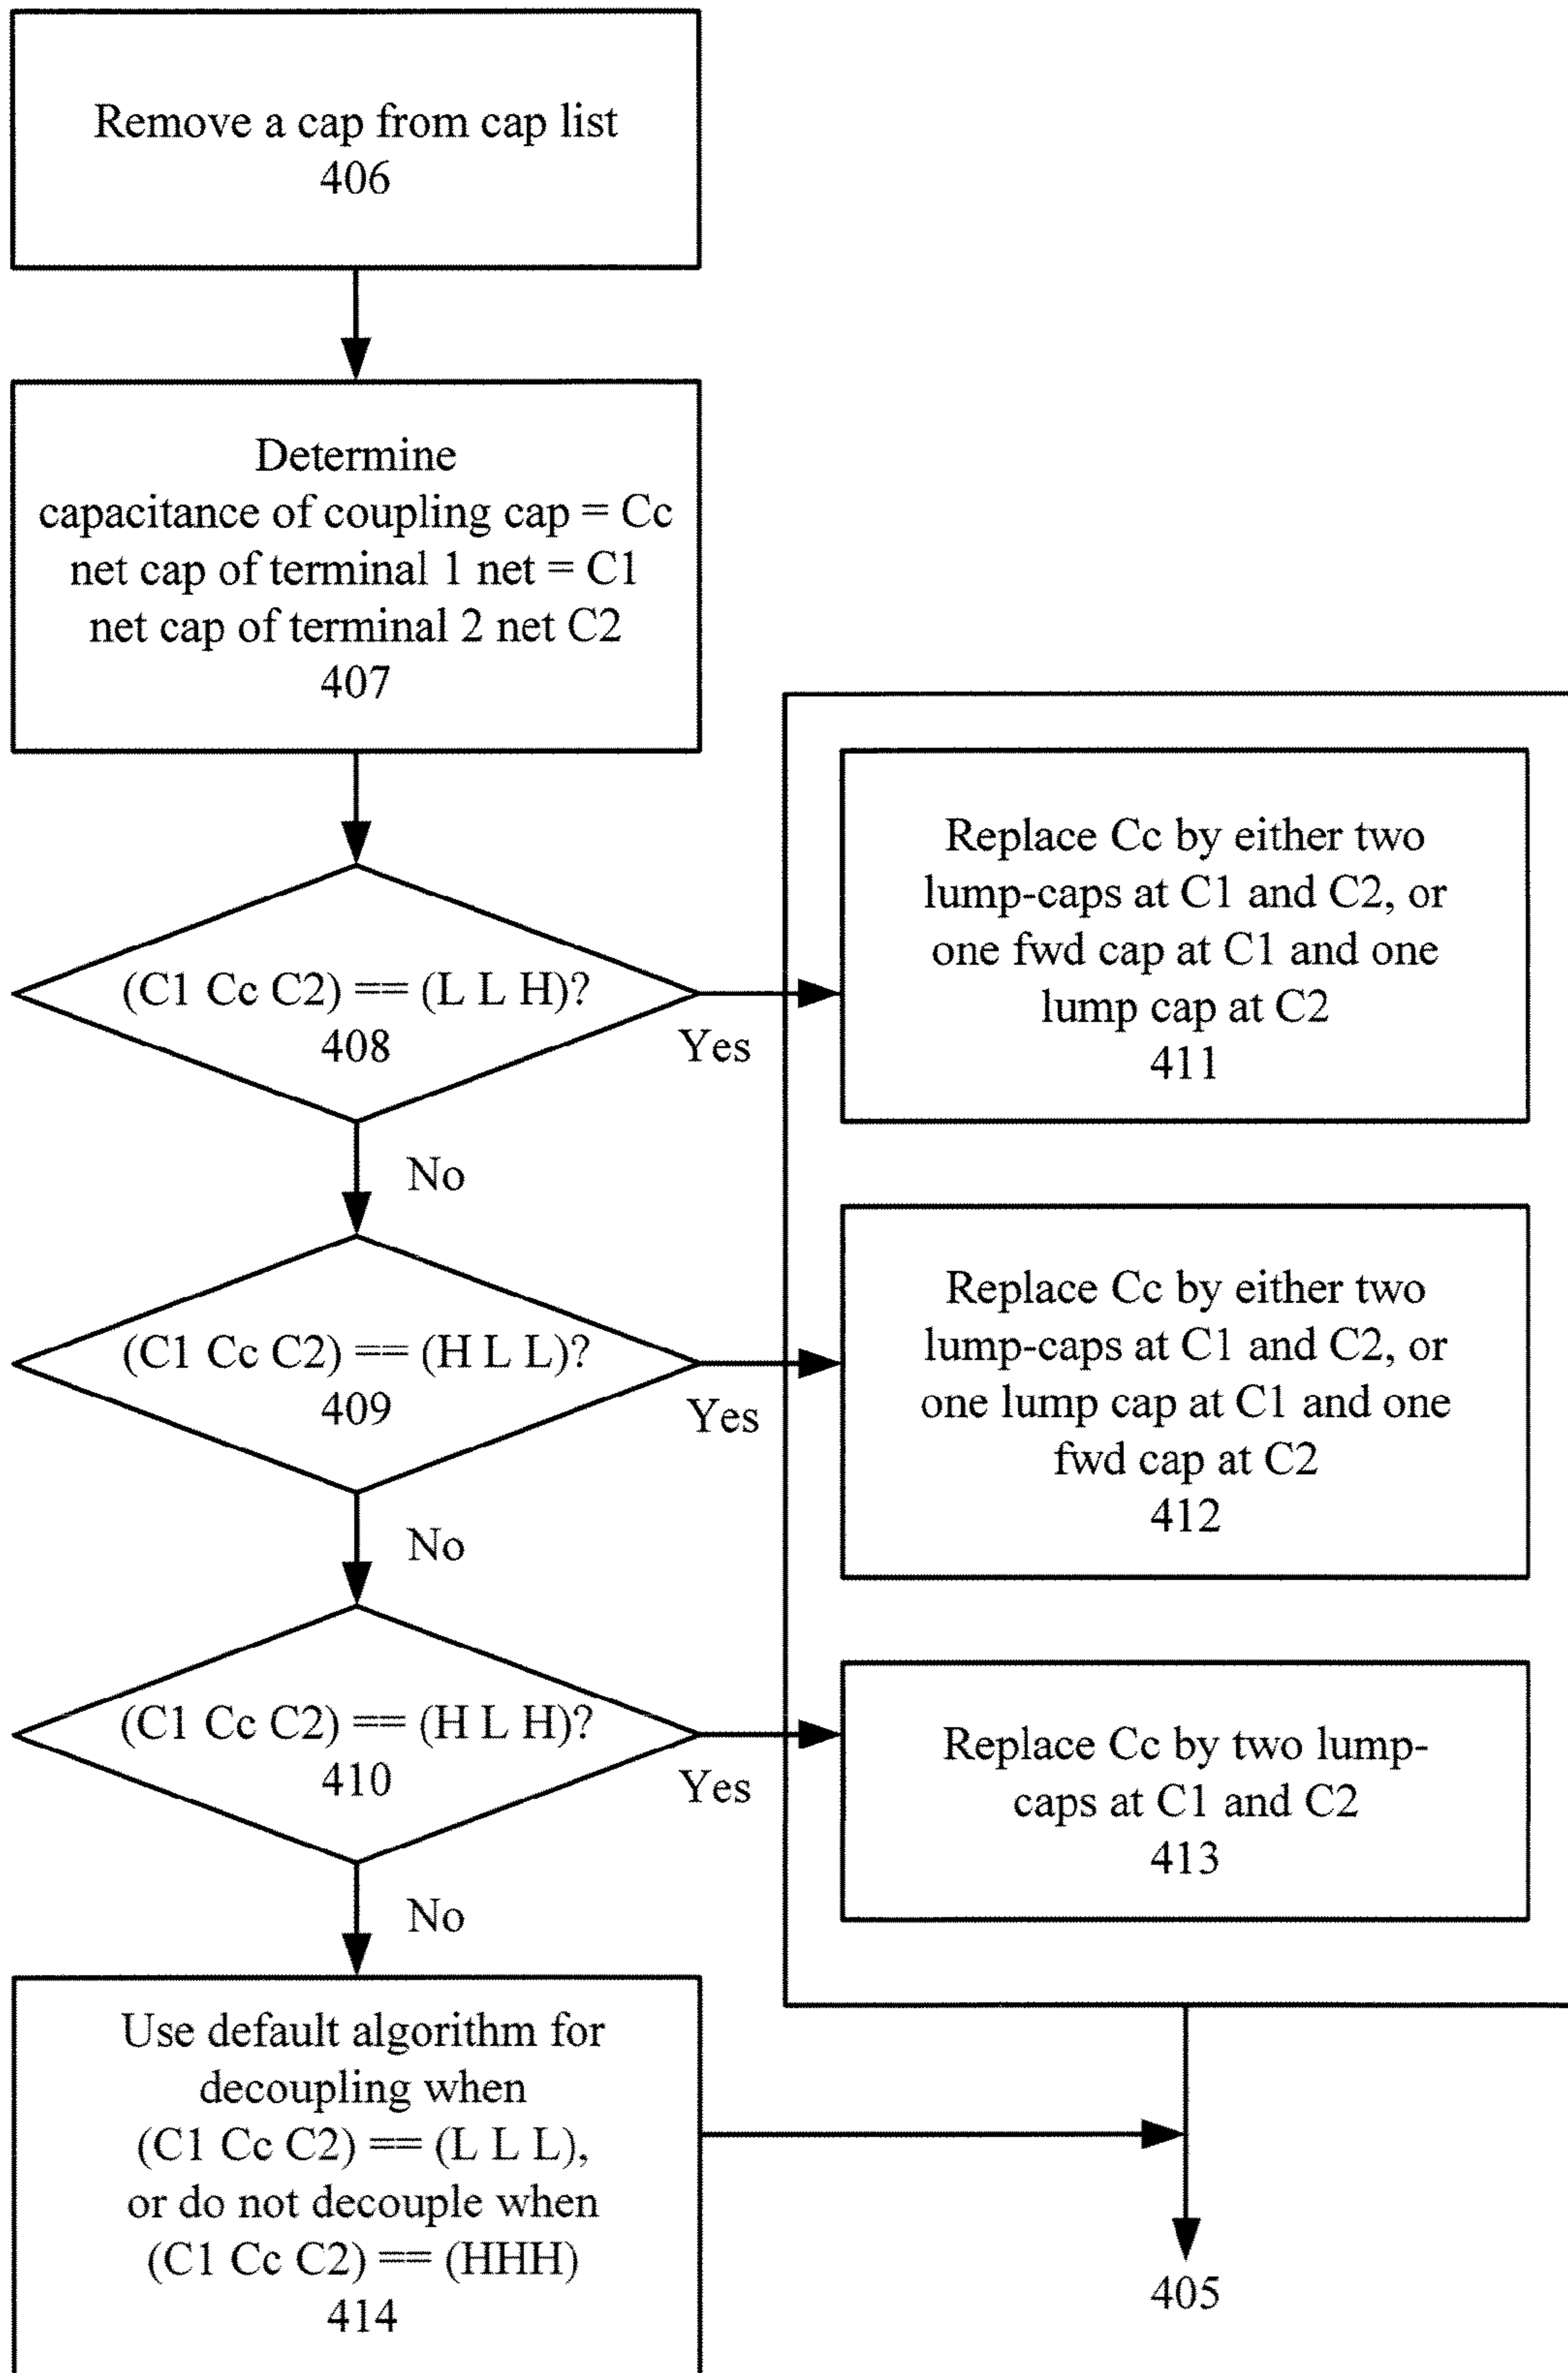 Remove a cap from cap list
406
Determine
capacitance of coupling cap = Cc
net cap of terminal 1 net = C1
net cap of terminal 2 net C2
407
(C1 Cc C2) == (L L H)?
408
Yes
Replace Cc by either two
lump-caps at C1 and C2, or
one fwd cap at C1 and one
lump cap at C2
411
No
(C1 Cc C2) == (H L L)?
409
Yes
Replace Cc by either two
lump-caps at C1 and C2, or
one lump cap at C1 and one
fwd cap at C2
412
No
(C1 Cc C2) == (H L H)?
410
Yes
Replace Cc by two lump-
caps at C1 and C2
413
No
Use default algorithm for
decoupling when
(C1 Cc C2) == (L L L),
or do not decouple when
(C1 Cc C2) == (HHH)
414
405